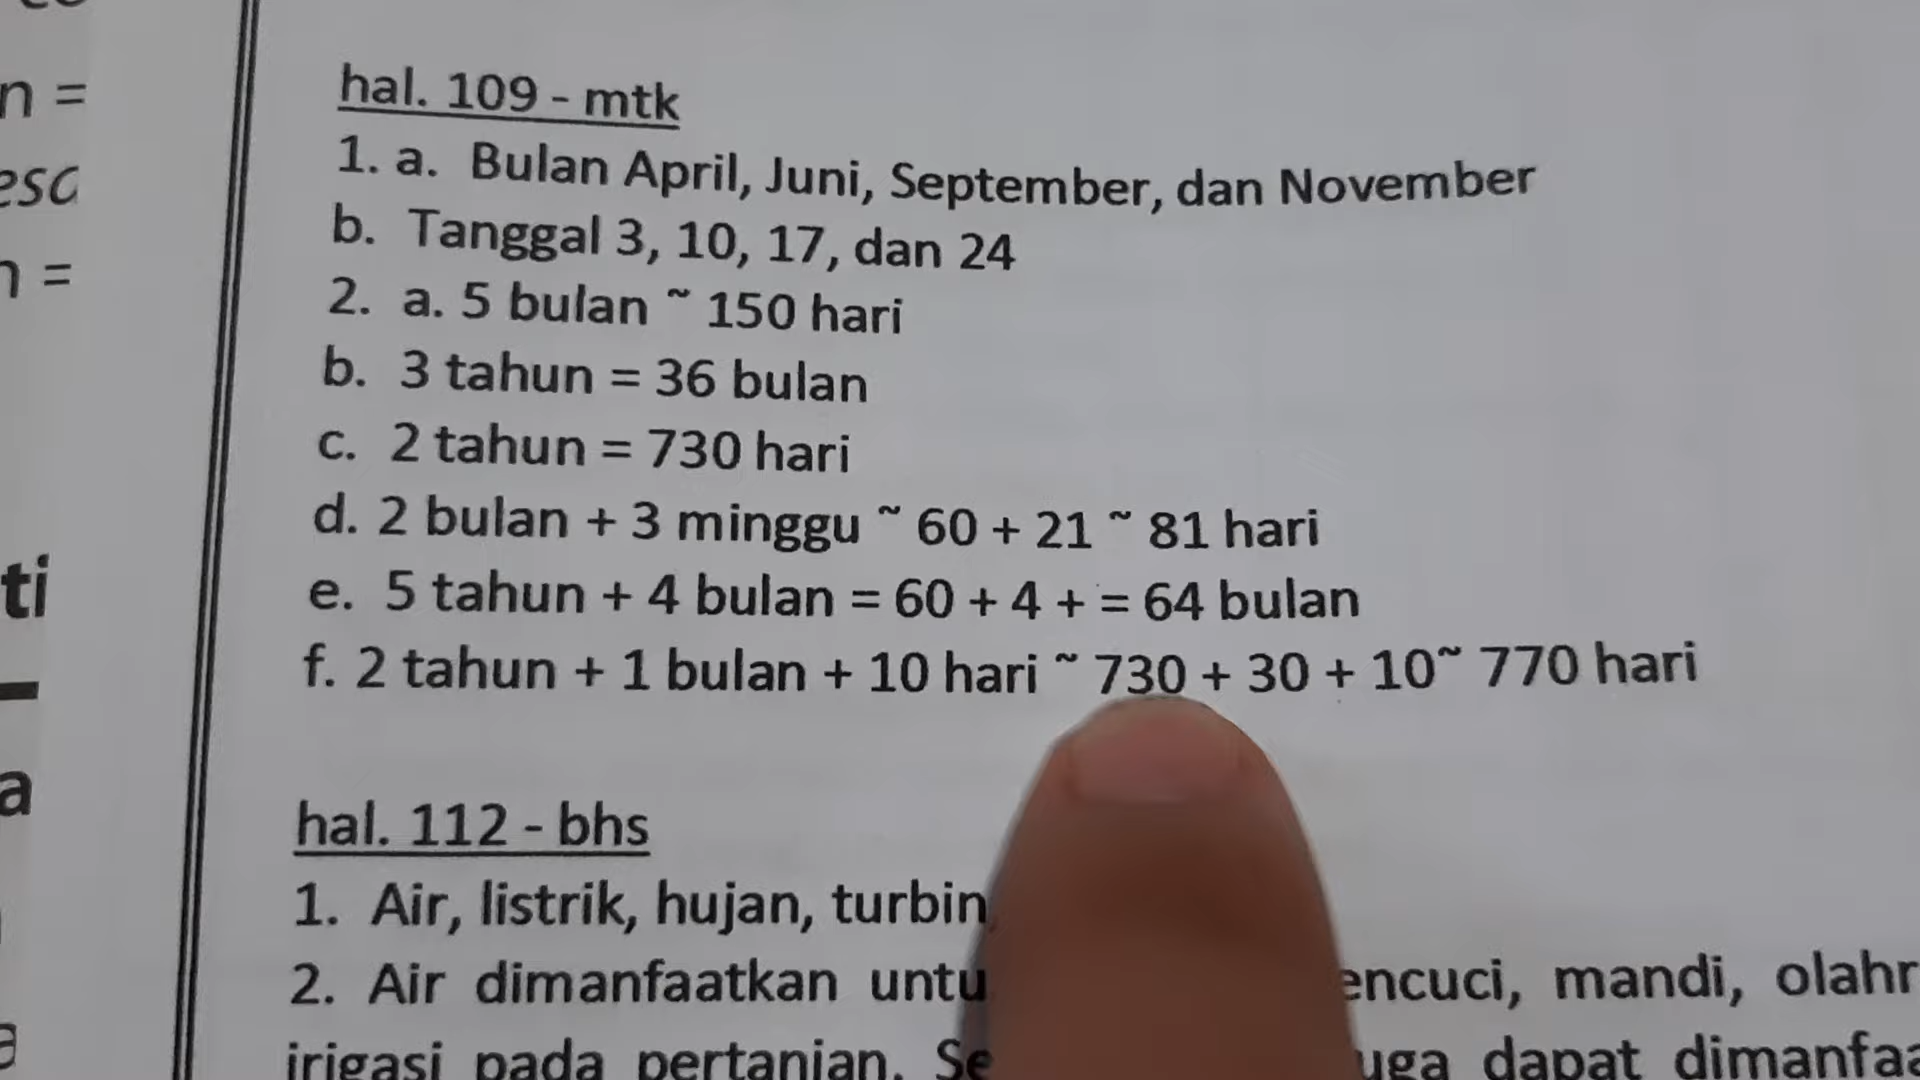 n =
n =
ti
a
hal. 109 - mtk
1. a. Bulan April, Juni, September, dan November
b. Tanggal 3, 10, 17, dan 24
2. a. 5 bulan ~ 150 hari
b. 3 tahun = 36 bulan
c. 2 tahun = 730 hari
d. 2 bulan + 3 minggu ~ 60 + 21 ~ 81 hari
e. 5 tahun + 4 bulan = 60 + 4 + = 64 bulan
f. 2 tahun + 1 bulan + 10 hari ~ 730 + 30 + 10~ 770 hari
hal. 112 - bhs
1. Air, listrik, hujan, turbin
2. Air dimanfaatkan untu encuci, mandi, olahr
irigasi pada pertanian. Se uga dapat dimanfaa